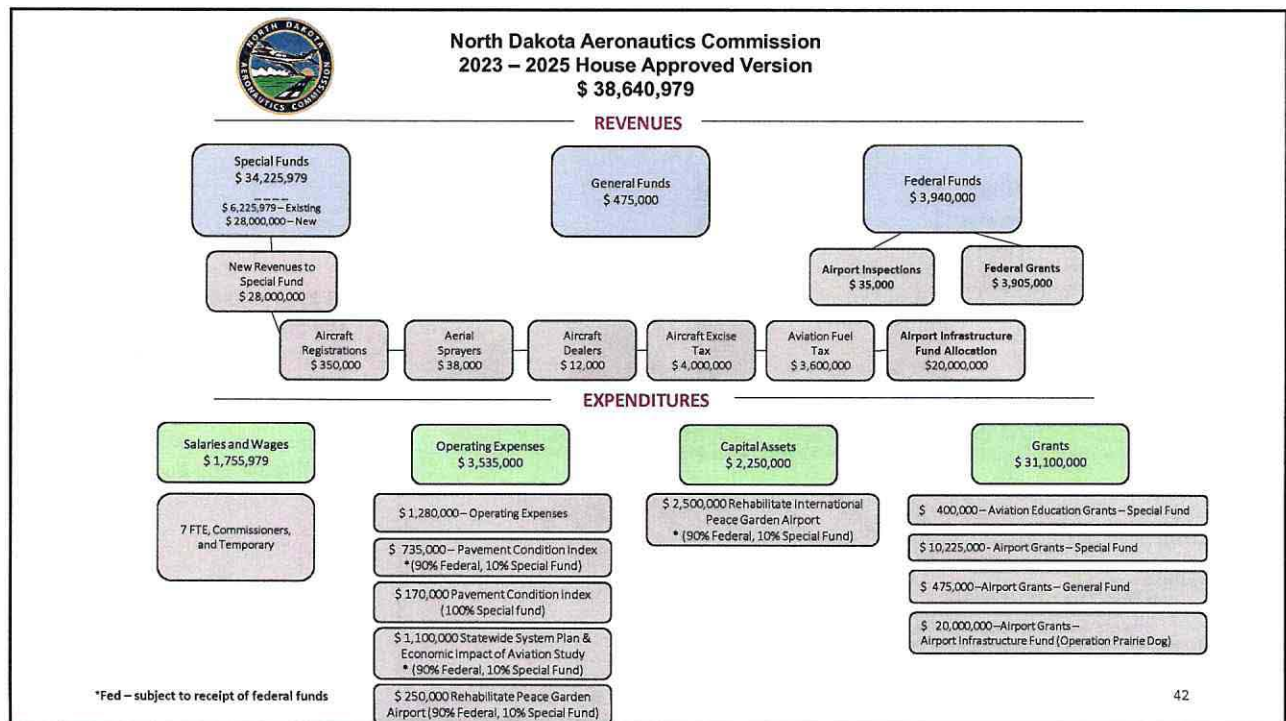 NORTH DAKOTA
AERONAUTICS COMMISSION
North Dakota Aeronautics Commission
2023 – 2025 House Approved Version
$ 38,640,979
REVENUES
Special Funds
$ 34,225,979
____
$ 6,225,979 – Existing
$ 28,000,000 – New
General Funds
$ 475,000
Federal Funds
$ 3,940,000
New Revenues to
Special Fund
$ 28,000,000
Airport Inspections
$ 35,000
Federal Grants
$ 3,905,000
Aircraft
Registrations
$ 350,000
Aerial
Sprayers
$ 38,000
Aircraft
Dealers
$ 12,000
Aircraft Excise
Tax
$ 4,000,000
Aviation Fuel
Tax
$ 3,600,000
Airport Infrastructure
Fund Allocation
$20,000,000
EXPENDITURES
Salaries and Wages
$ 1,755,979
7 FTE, Commissioners,
and Temporary
Operating Expenses
$ 3,535,000
$ 1,280,000 – Operating Expenses
$ 735,000 – Pavement Condition Index
*(90% Federal, 10% Special Fund)
$ 170,000 Pavement Condition Index
(100% Special fund)
$ 1,100,000 Statewide System Plan &
Economic Impact of Aviation Study
* (90% Federal, 10% Special Fund)
$ 250,000 Rehabilitate Peace Garden
Airport (90% Federal, 10% Special Fund)
Capital Assets
$ 2,250,000
$ 2,500,000 Rehabilitate International
Peace Garden Airport
* (90% Federal, 10% Special Fund)
Grants
$ 31,100,000
$ 400,000 – Aviation Education Grants – Special Fund
$ 10,225,000 - Airport Grants – Special Fund
$ 475,000 –Airport Grants – General Fund
$ 20,000,000 –Airport Grants –
Airport Infrastructure Fund (Operation Prairie Dog)
*Fed – subject to receipt of federal funds
42